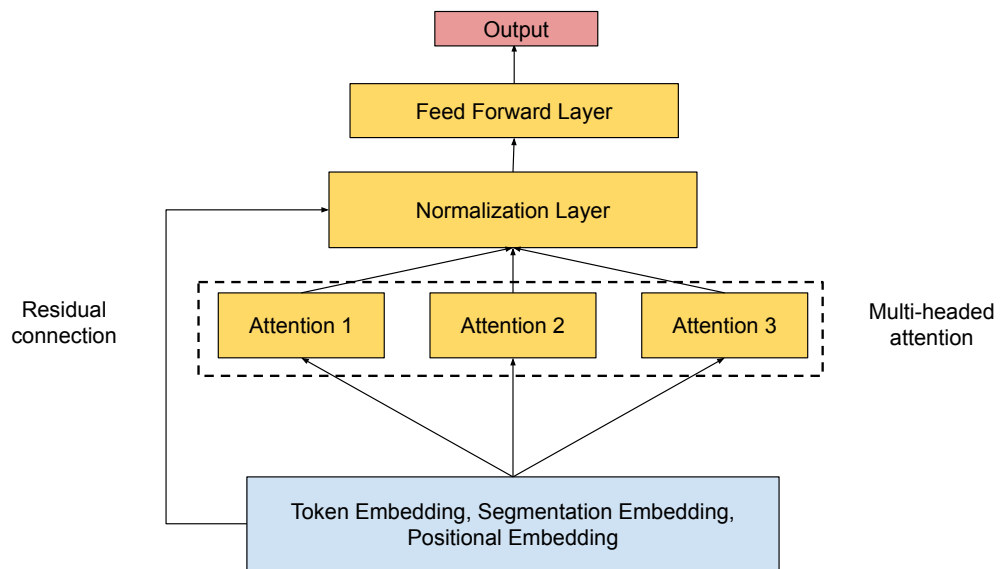 Output
Feed Forward Layer
Normalization Layer
Residual
connection
Attention 1
Attention 2
Attention 3
Multi-headed
attention
Token Embedding, Segmentation Embedding,
Positional Embedding